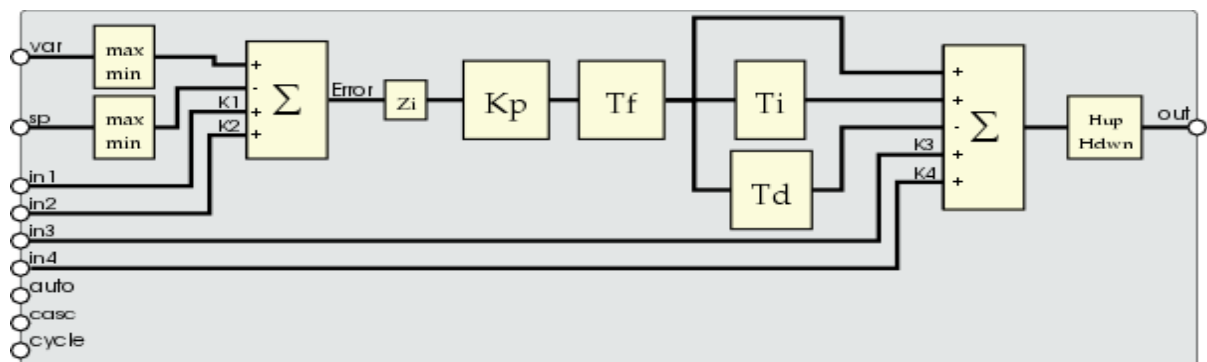 var
max
min
+
-
K1
+
K2
+
Σ
Error
Zi
Kp
Tf
Ti
Td
+
+
-
K3
+
K4
+
Σ
Hup
Hdwn
out
sp
max
min
in1
in2
in3
in4
auto
casc
cycle